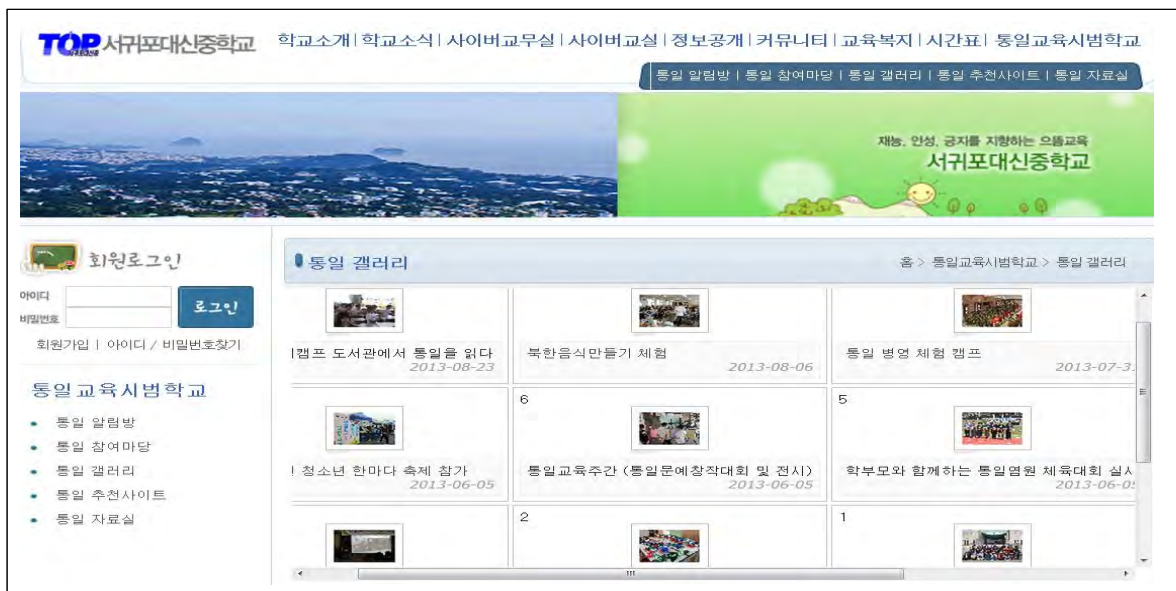 TOP 서귀포대신중학교
학교소개 | 학교소식 | 사이버교무실 | 사이버교실 | 정보공개 | 커뮤니티 | 교육복지 | 시간표 | 통일교육시범학교
통일 알림방 | 통일 참여마당 | 통일 갤러리 | 통일 추천사이트 | 통일 자료실
재능, 인성, 긍지를 지향하는 으뜸교육
서귀포대신중학교
회원로그인
아이디
비밀번호
로그인
회원가입 | 아이디 / 비밀번호찾기
통일교육시범학교
• 통일 알림방
• 통일 참여마당
• 통일 갤러리
• 통일 추천사이트
• 통일 자료실
통일 갤러리
홈 > 통일교육시범학교 > 통일 갤러리
캠프 도서관에서 통일을 읽다
2013-08-23
북한음식만들기 체험
2013-08-06
통일 병영 체험 캠프
2013-07-3
청소년 한마다 축제 참가
2013-06-05
6
통일교육주간 (통일문예창작대회 및 전시)
2013-06-05
5
학부모와 함께하는 통일염원 체육대회 실시
2013-06-05
2
1